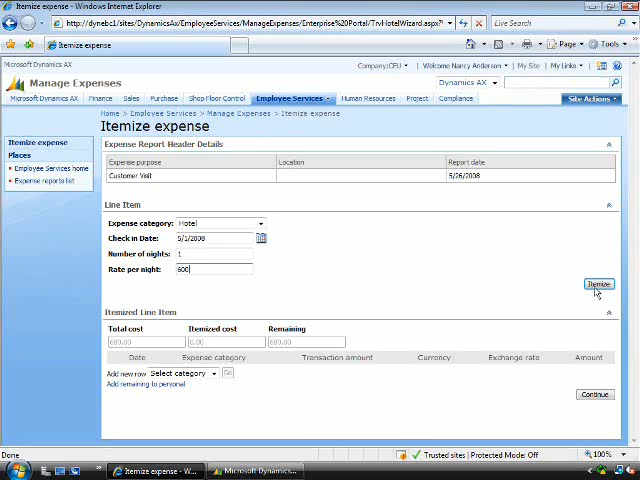 Itemize expense - Windows Internet Explorer
http://dynebc1/sites/DynamicsAx/EmployeeServices/ManageExpenses/Enterprise%20Portal/TrvHotelWizard.aspx?
Live Search
Itemize expense
Page
Tools
Microsoft Dynamics AX
Company:CEU
Welcome Nancy Anderson
My Site
My Links
Manage Expenses
Dynamics AX
Microsoft Dynamics AX Finance Sales Purchase Shop Floor Control Employee Services Human Resources Project Compliance
Site Actions
Home > Employee Services > Manage Expenses > Itemize expense
Itemize expense
Itemize expense
Places
Employee Services home
Expense reports list
Expense Report Header Details
Expense purpose Location Report date
Customer Visit 5/26/2008
Line Item
Expense category: Hotel
Check in Date: 5/1/2008
Number of nights: 1
Rate per night: 600
Itemize
Itemized Line Item
Total cost Itemized cost Remaining
600.00 0.00 600.00
Date Expense category Transaction amount Currency Exchange rate Amount
Add new row Select category Go
Add remaining to personal
Continue
Done
Trusted sites | Protected Mode: Off
100%
Itemize expense - W...
Microsoft Dynamics...